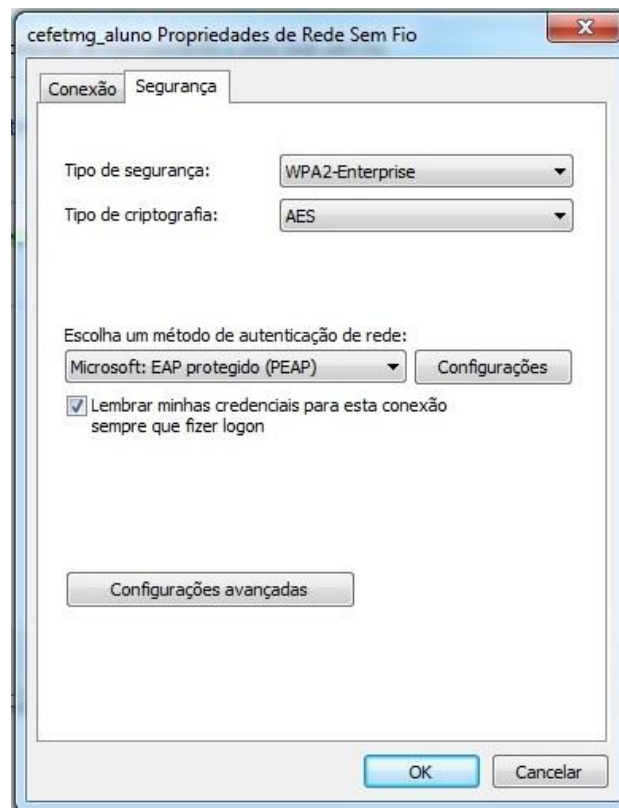 cefetmg_aluno Propriedades de Rede Sem Fio
Conexão
Segurança
Tipo de segurança:
WPA2-Enterprise
Tipo de criptografia:
AES
Escolha um método de autenticação de rede:
Microsoft: EAP protegido (PEAP)
Configurações
Lembrar minhas credenciais para esta conexão
sempre que fizer logon
Configurações avançadas
OK
Cancelar